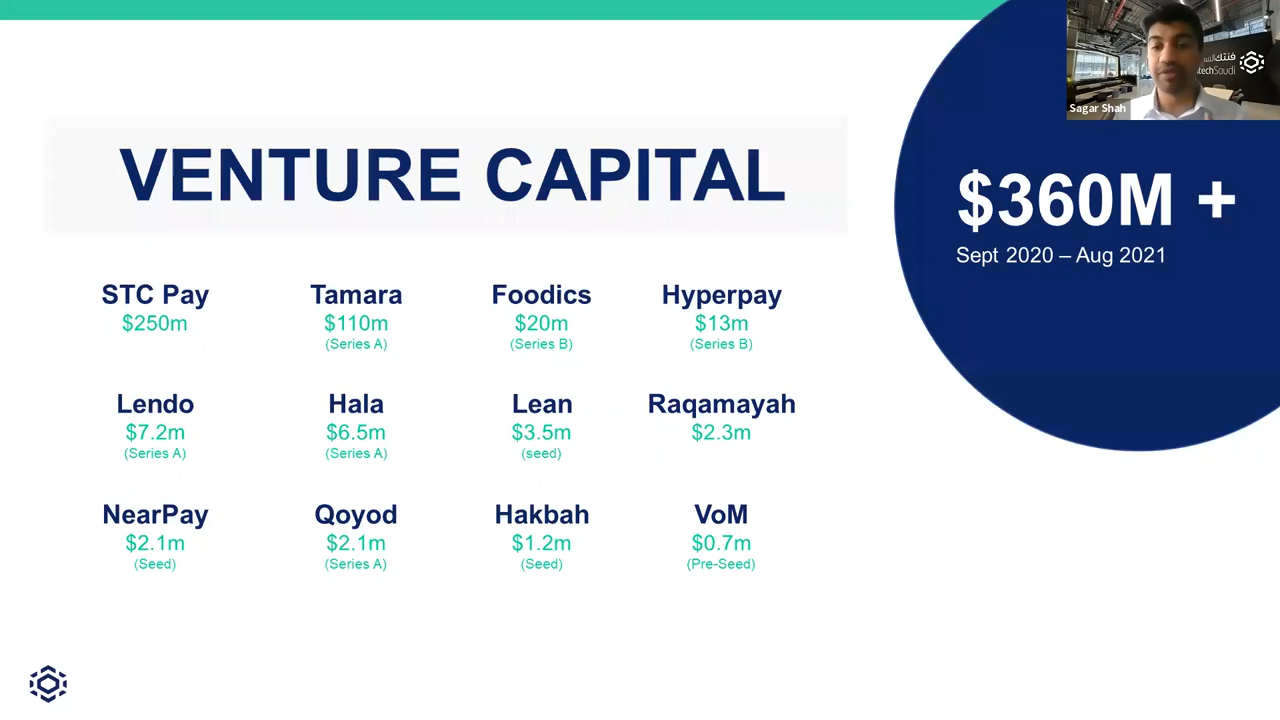 VENTURE CAPITAL
$360M +
Sept 2020 – Aug 2021
STC Pay
$250m
Tamara
$110m
(Series A)
Foodics
$20m
(Series B)
Hyperpay
$13m
(Series B)
Lendo
$7.2m
(Series A)
Hala
$6.5m
(Series A)
Lean
$3.5m
(seed)
Raqamayah
$2.3m
NearPay
$2.1m
(Seed)
Qoyod
$2.1m
(Series A)
Hakbah
$1.2m
(Seed)
VoM
$0.7m
(Pre-Seed)
فنتك
techSaudi
Sagar Shah